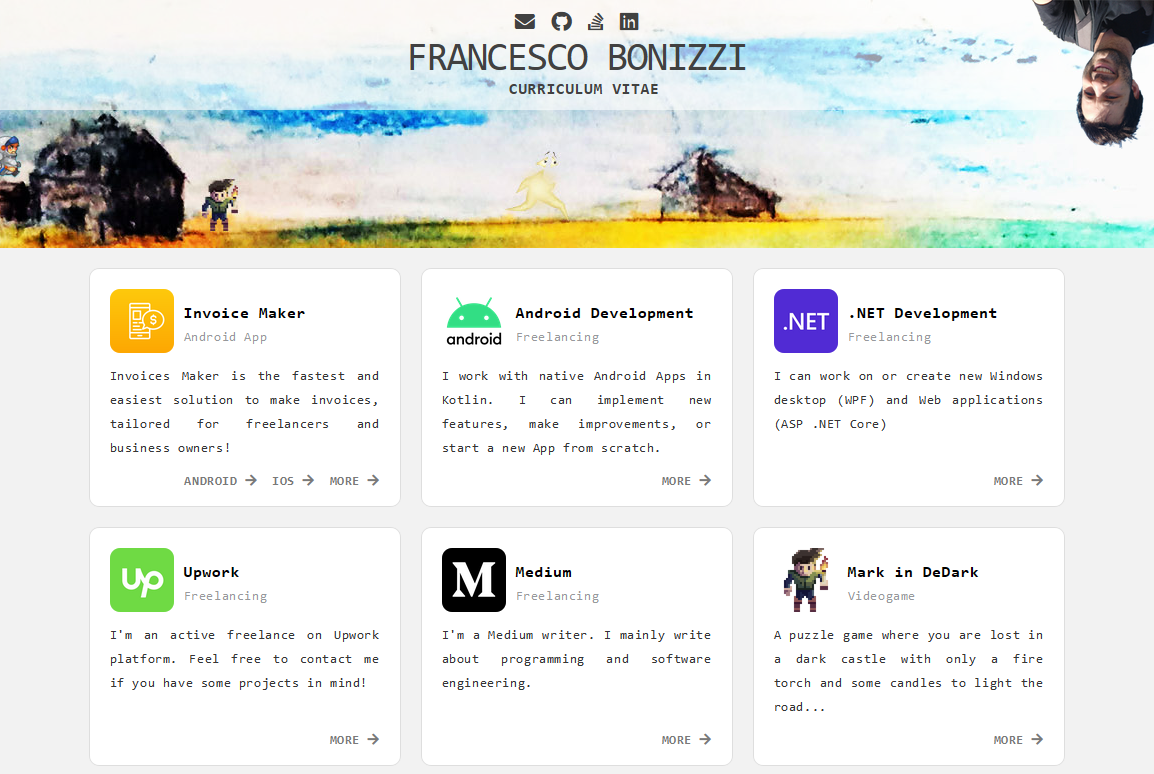 FRANCESCO BONIZZI
CURRICULUM VITAE
Invoice Maker
Android App
Invoices Maker is the fastest and
easiest solution to make invoices,
tailored for freelancers and
business owners!
ANDROID IOS MORE
android
Android Development
Freelancing
I work with native Android Apps in
Kotlin. I can implement new
features, make improvements, or
start a new App from scratch.
MORE
.NET
.NET Development
Freelancing
I can work on or create new Windows
desktop (WPF) and Web applications
(ASP .NET Core)
MORE
Up
Upwork
Freelancing
I'm an active freelance on Upwork
platform. Feel free to contact me
if you have some projects in mind!
MORE
M
Medium
Freelancing
I'm a Medium writer. I mainly write
about programming and software
engineering.
MORE
Mark in DeDark
Videogame
A puzzle game where you are lost in
a dark castle with only a fire
torch and some candles to light the
road...
MORE